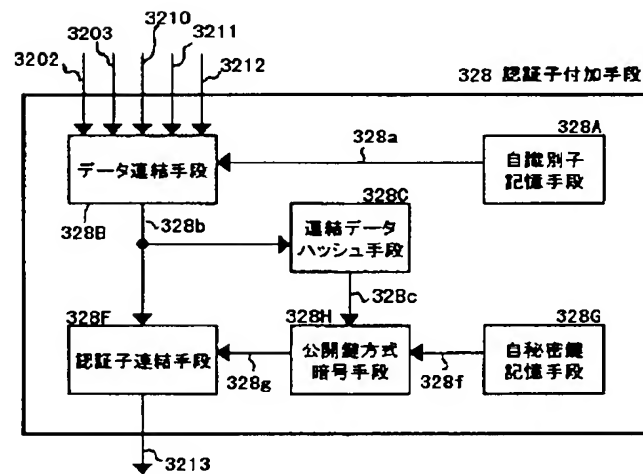 3210
3203
3211
3202
3212
328 認証子付加手段
328a
328A
データ連結手段
自識別子
記憶手段
328B
328b
328C
連結データ
ハッシュ手段
328c
328F
328H
328G
認証子連結手段
公開鍵方式
暗号手段
自秘密鍵
記憶手段
328g
328f
3213